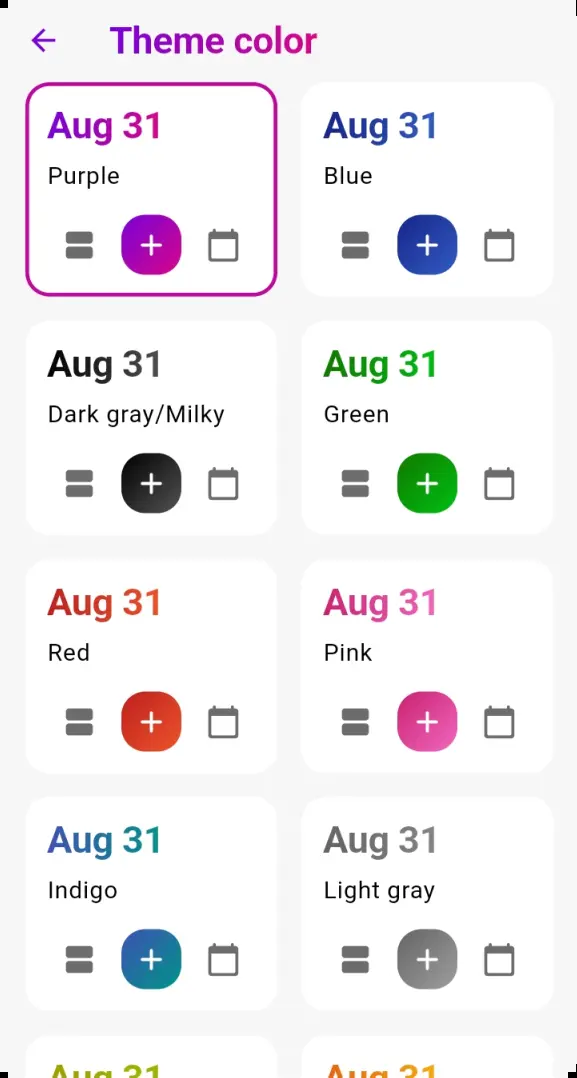 Theme color
Aug 31
Purple
Aug 31
Blue
Aug 31
Dark gray/Milky
Aug 31
Green
Aug 31
Red
Aug 31
Pink
Aug 31
Indigo
Aug 31
Light gray
Aug 31
Aug 31